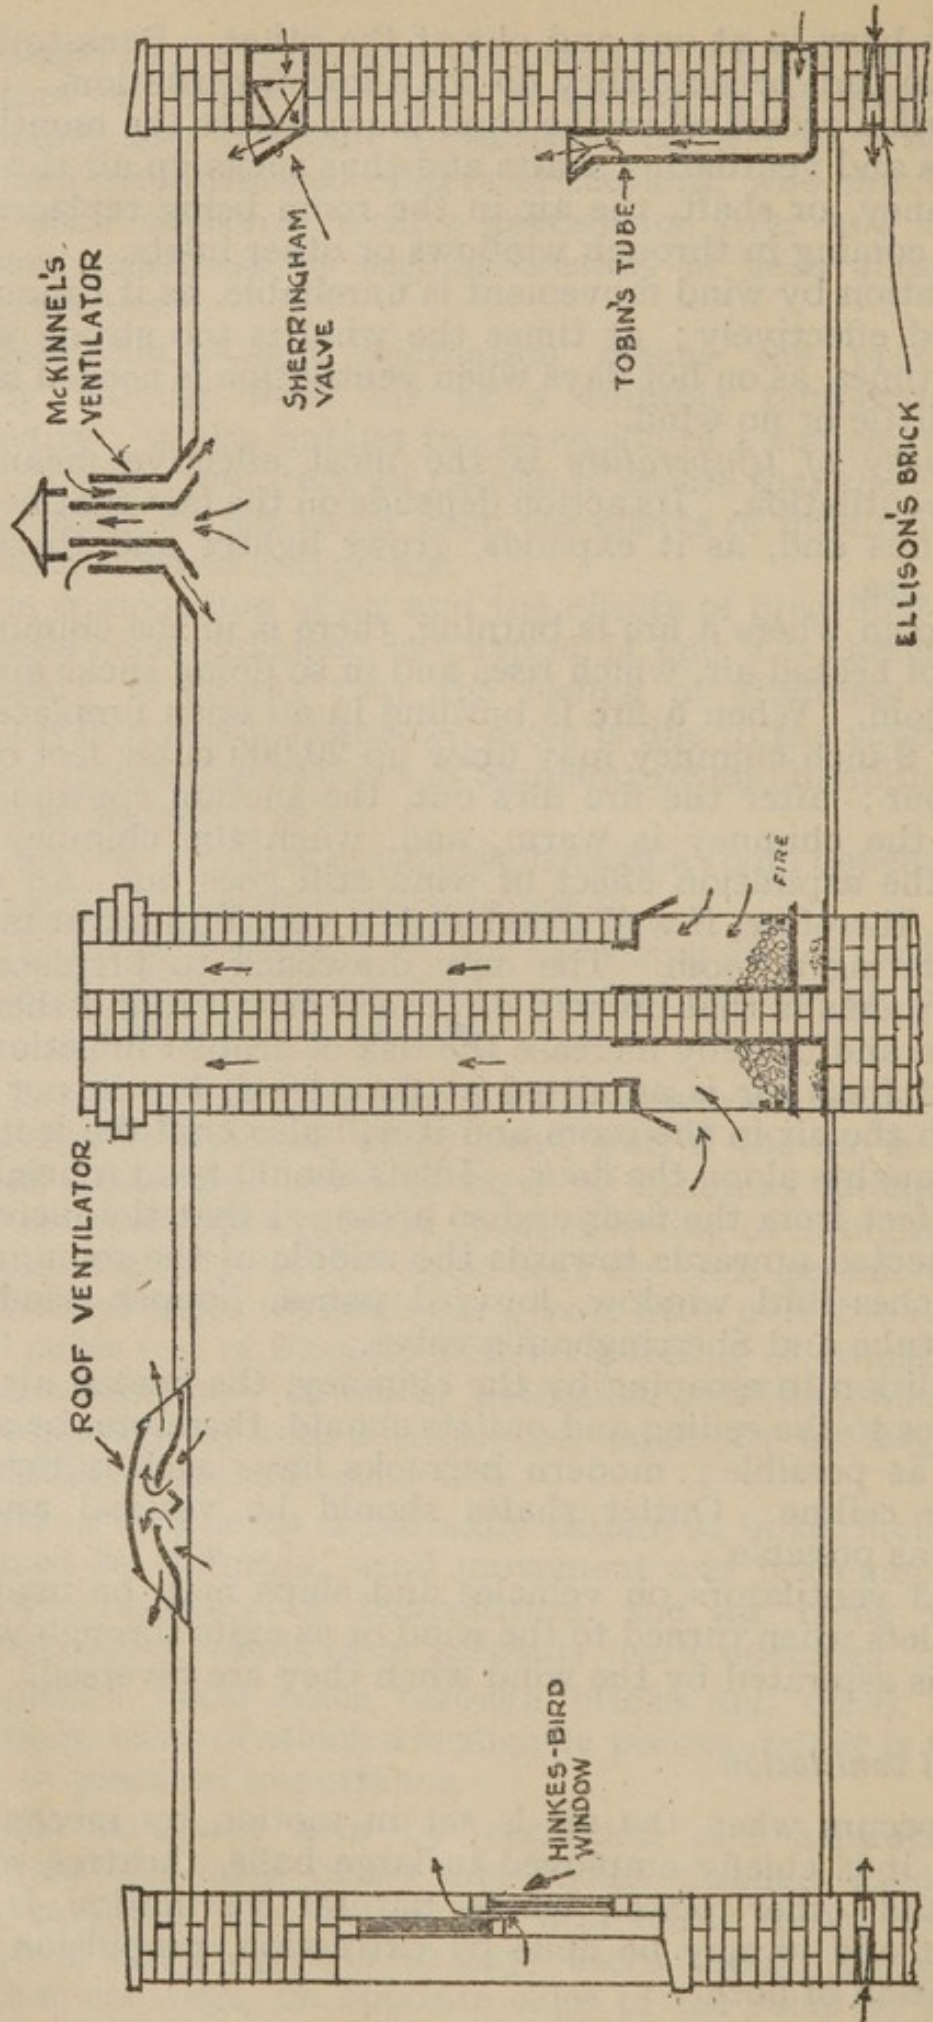 McKINNEL'S
VENTILATOR
ROOF VENTILATOR
SHERRINGHAM
VALVE
HINKES-BIRD
WINDOW
TOBIN'S TUBE
FIRE
ELLISON'S BRICK